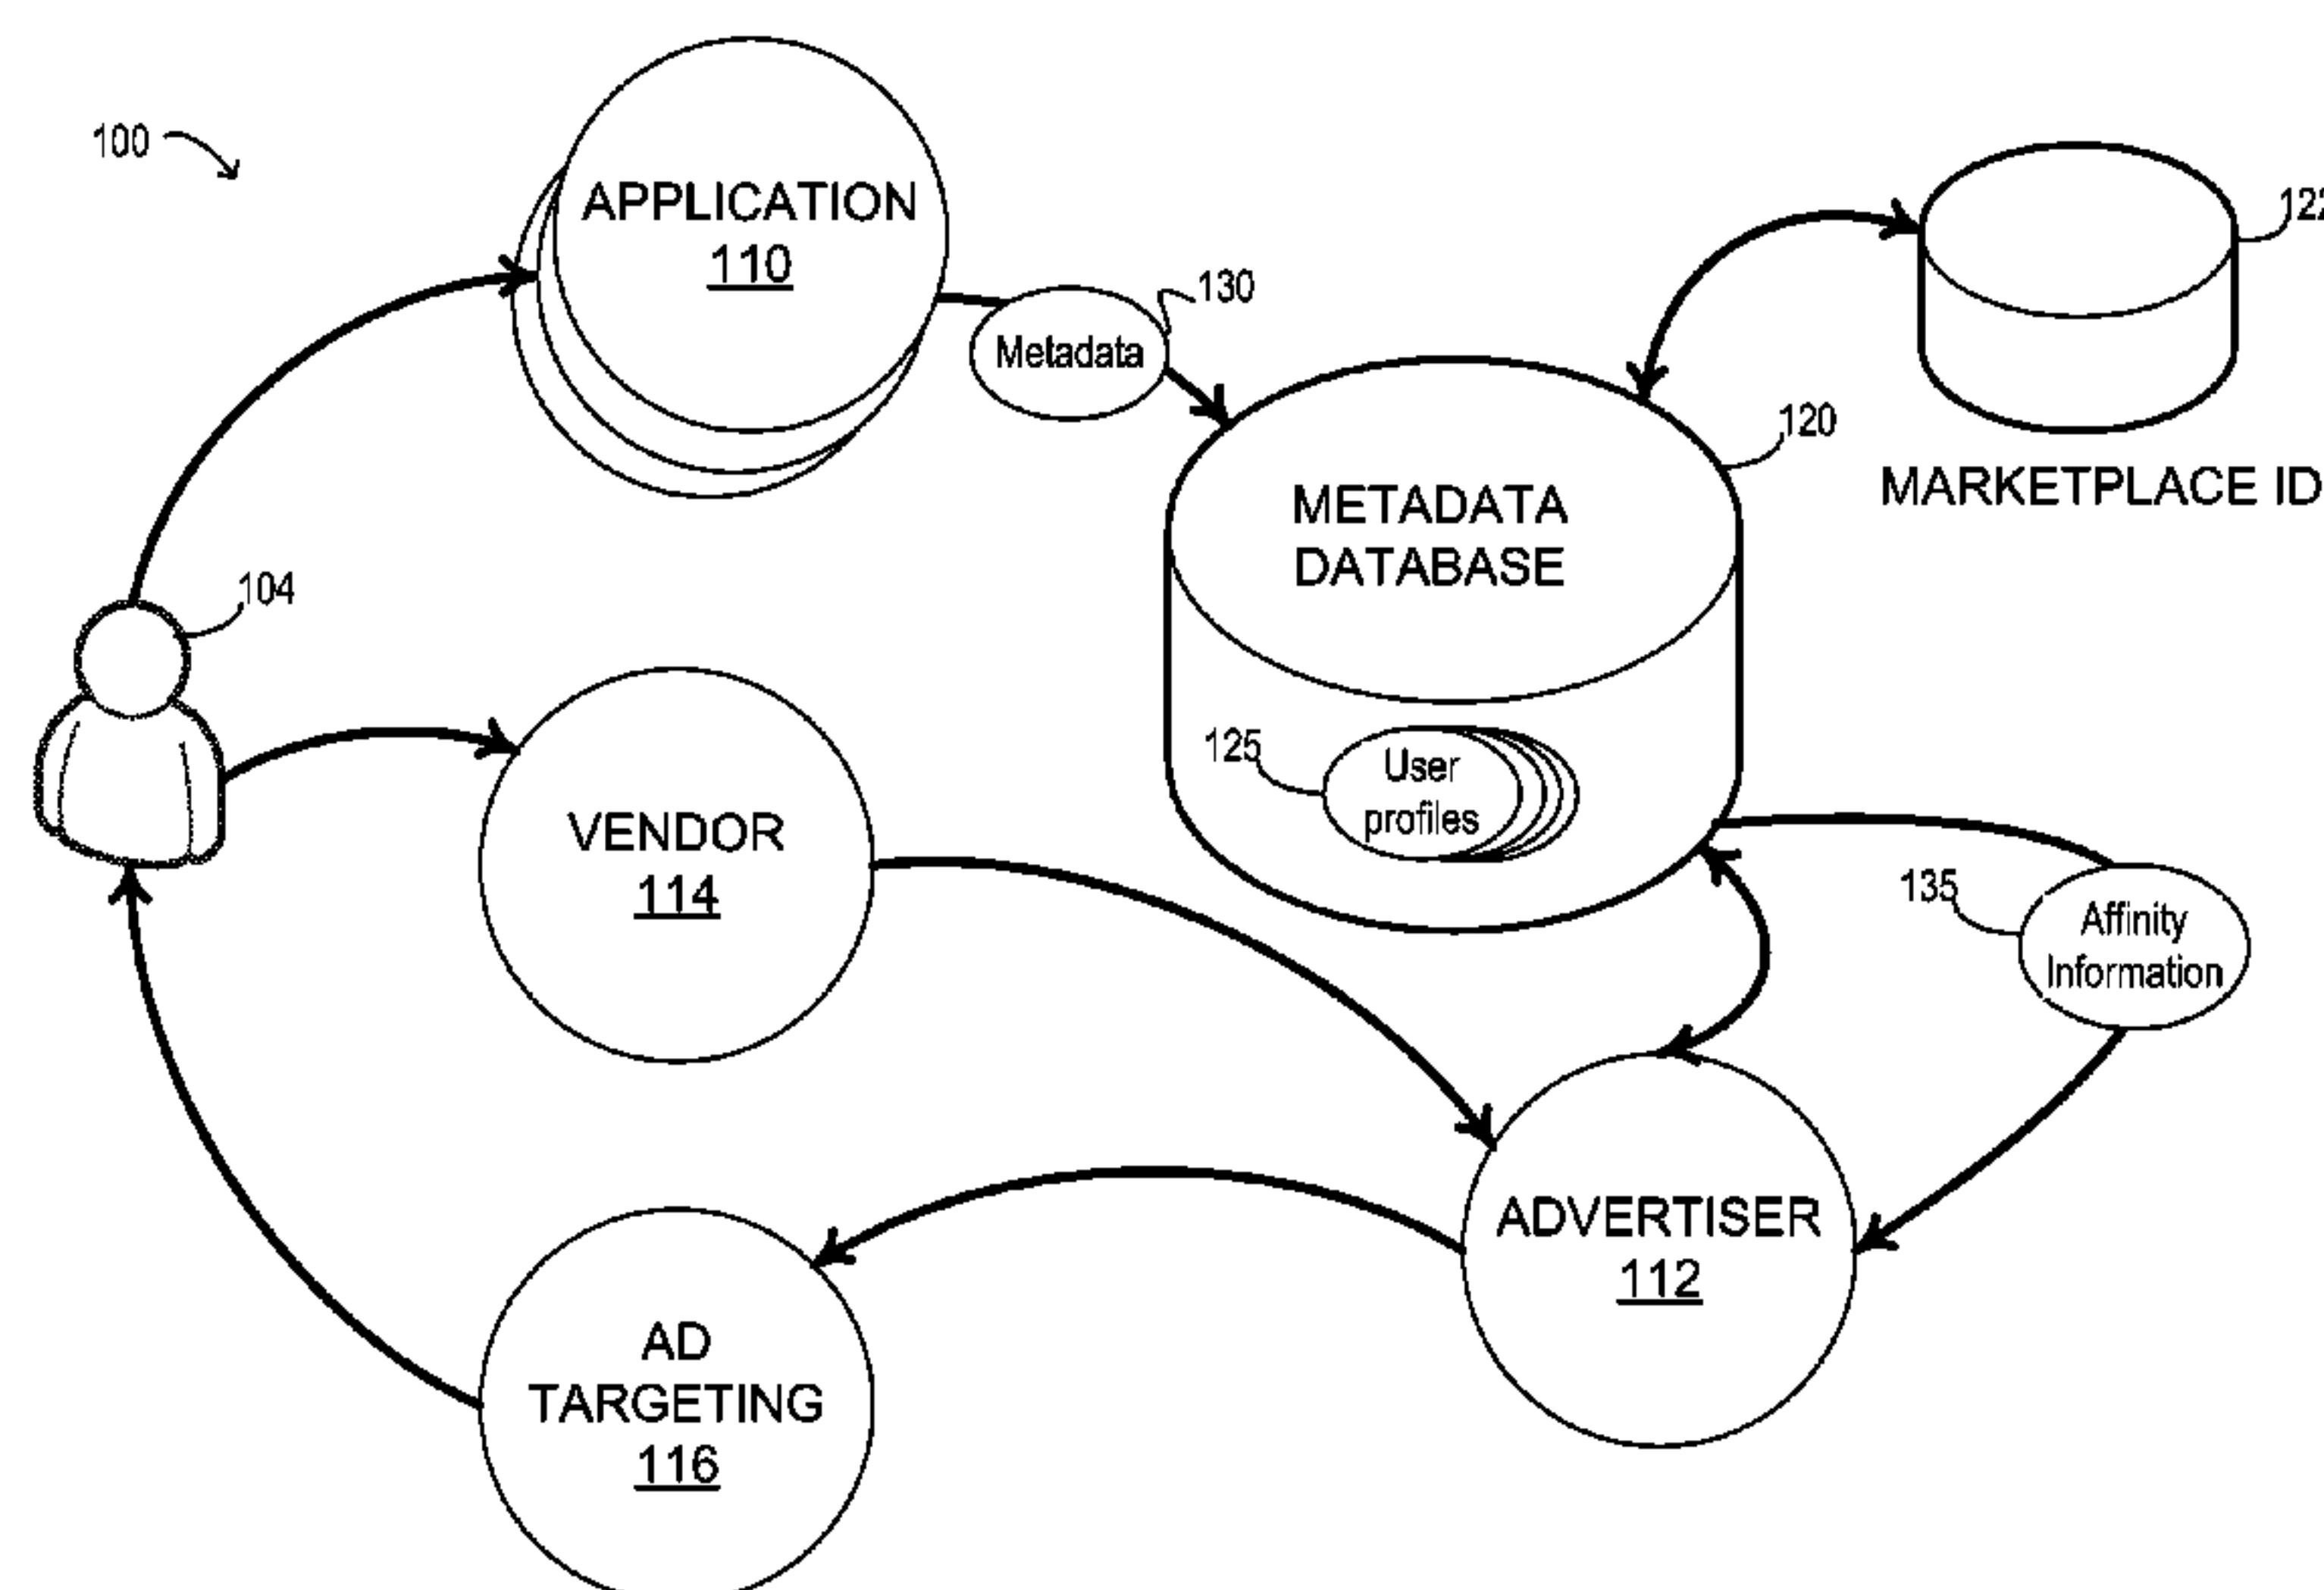 100
APPLICATION
110
130
Metadata
122
120
MARKETPLACE ID
METADATA
DATABASE
104
125
User
profiles
VENDOR
114
135
Affinity
Information
ADVERTISER
112
AD
TARGETING
116